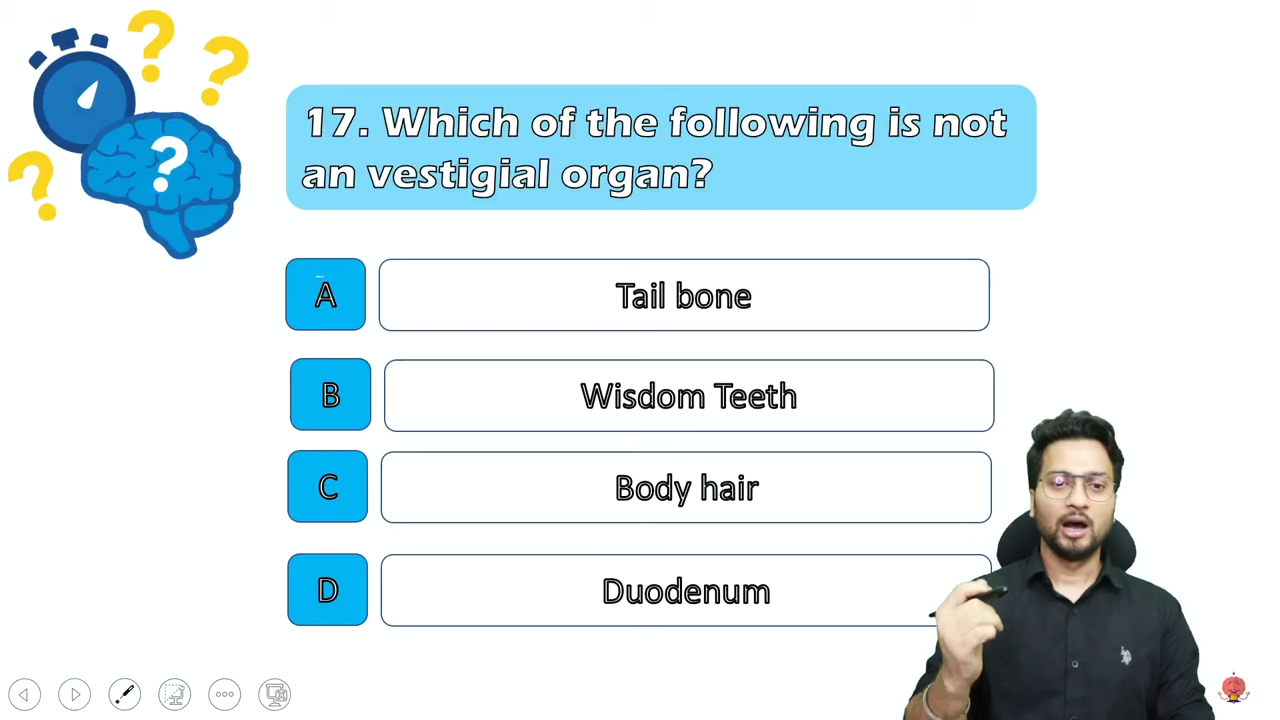 17. Which of the following is not
an vestigial organ?
A
Tail bone
B
Wisdom Teeth
C
Body hair
D
Duodenum